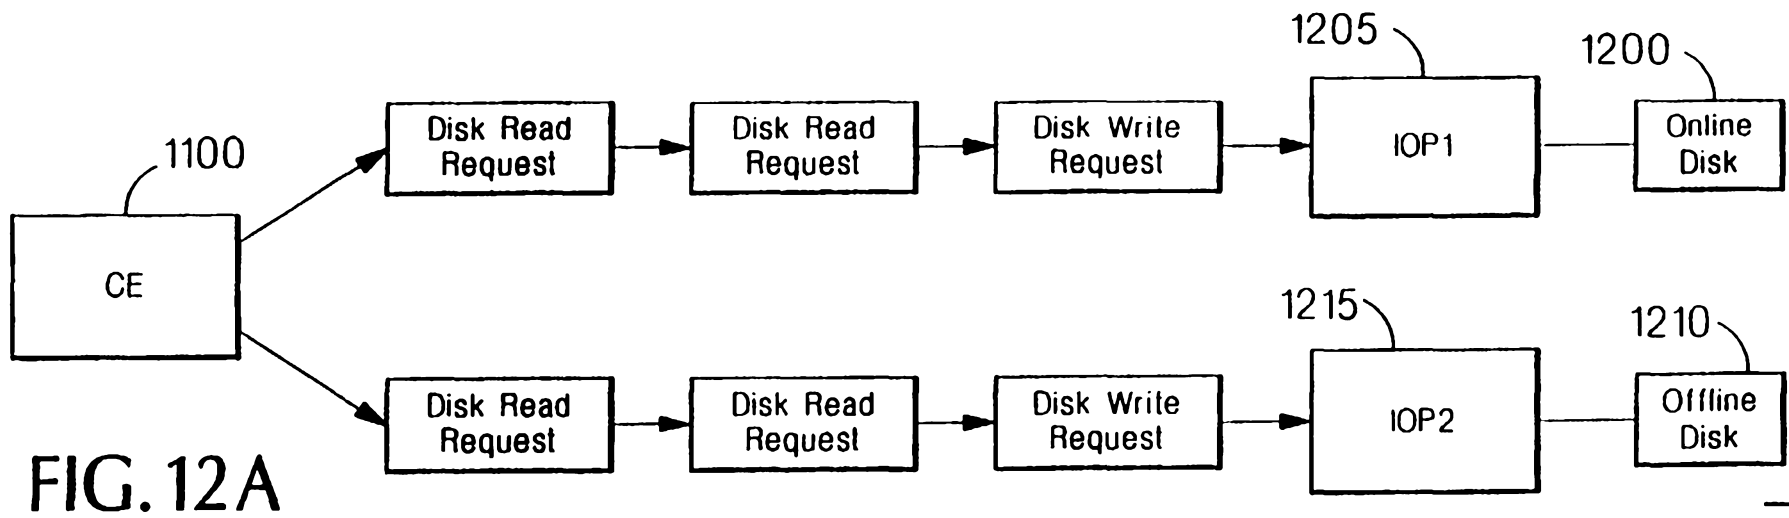 1205
1200
Disk Read
Request
Disk Read
Request
Disk Write
Request
IOP1
Online
Disk
1100
CE
1215
1210
Disk Read
Request
Disk Read
Request
Disk Write
Request
IOP2
Offline
Disk
FIG. 12A